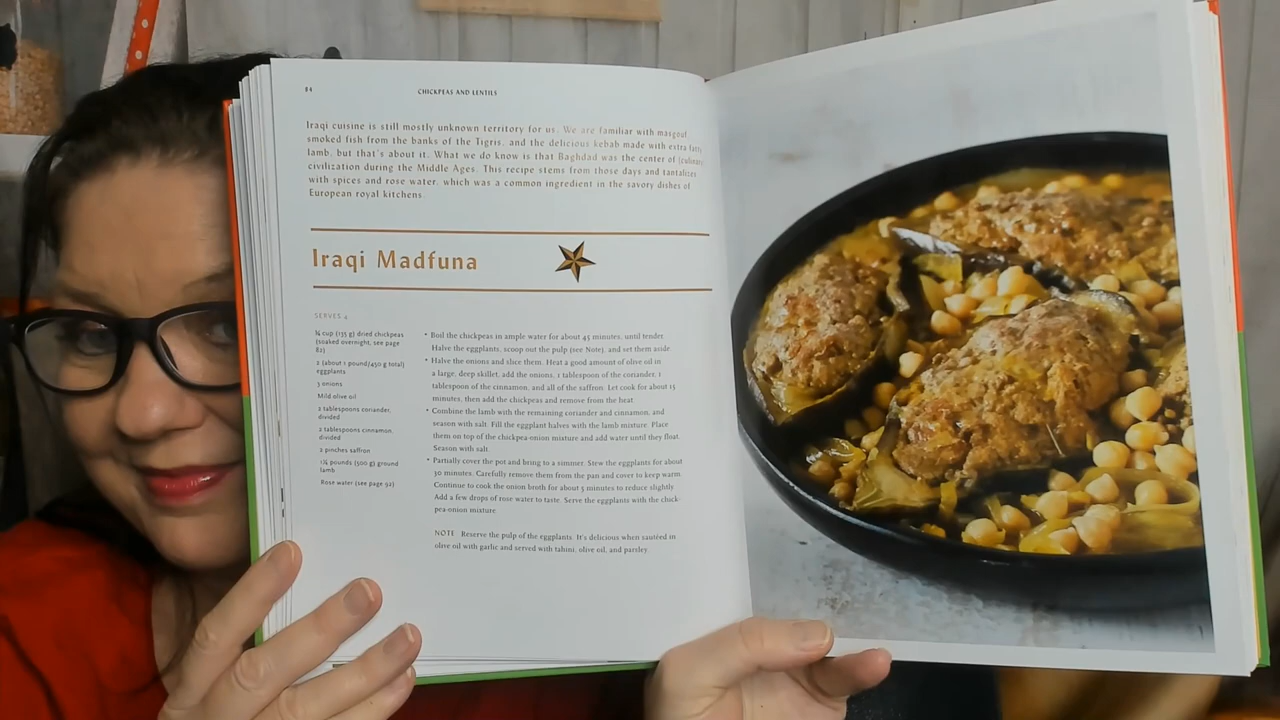 84
CHICKPEAS AND LENTILS
Iraqi cuisine is still mostly unknown territory for us. We are familiar with masgouf,
smoked fish from the banks of the Tigris, and the delicious kebab made with extra fatty
lamb, but that's about it. What we do know is that Baghdad was the center of (culinary)
civilization during the Middle Ages. This recipe stems from those days and tantalizes
with spices and rose water, which was a common ingredient in the savory dishes of
European royal kitchens.
Iraqi Madfuna
SERVES 4
¾ cup (135 g) dried chickpeas
(soaked overnight, see page
82)
2 (about 1 pound/450 g total)
eggplants
3 onions
Mild olive oil
2 tablespoons coriander,
divided
2 tablespoons cinnamon,
divided
2 pinches saffron
1¼ pounds (500 g) ground
lamb
Rose water (see page 92)
• Boil the chickpeas in ample water for about 45 minutes, until tender.
Halve the eggplants, scoop out the pulp (see Note), and set them aside.
• Halve the onions and slice them. Heat a good amount of olive oil in
a large, deep skillet, add the onions, 1 tablespoon of the coriander, 1
tablespoon of the cinnamon, and all of the saffron. Let cook for about 15
minutes, then add the chickpeas and remove from the heat.
• Combine the lamb with the remaining coriander and cinnamon, and
season with salt. Fill the eggplant halves with the lamb mixture. Place
them on top of the chickpea-onion mixture and add water until they float.
Season with salt.
• Partially cover the pot and bring to a simmer. Stew the eggplants for about
30 minutes. Carefully remove them from the pan and cover to keep warm.
Continue to cook the onion broth for about 5 minutes to reduce slightly.
Add a few drops of rose water to taste. Serve the eggplants with the chick-
pea-onion mixture.
NOTE Reserve the pulp of the eggplants. It's delicious when sautéed in
olive oil with garlic and served with tahini, olive oil, and parsley.